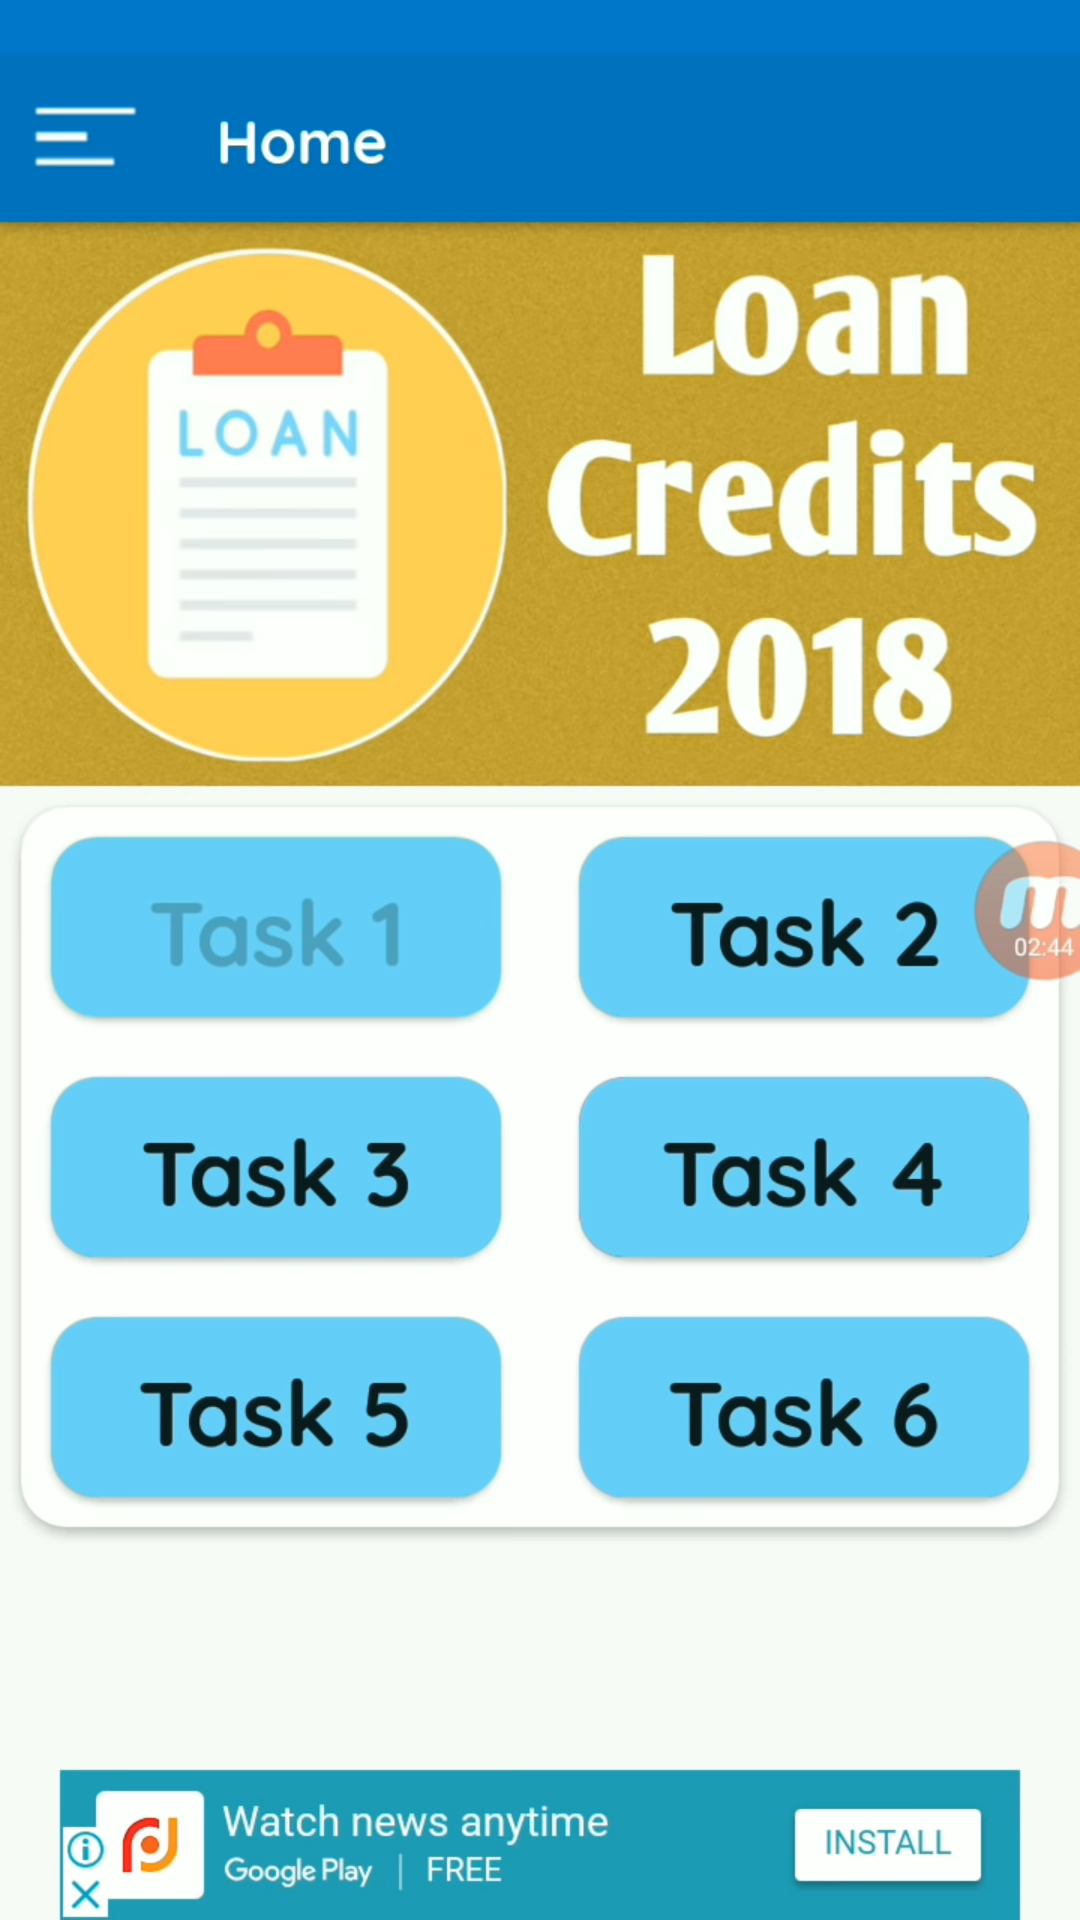 Home
Loan
Credits
2018
LOAN
Task 1
Task 2
02:44
Task 3
Task 4
Task 5
Task 6
Watch news anytime
Google Play | FREE
INSTALL